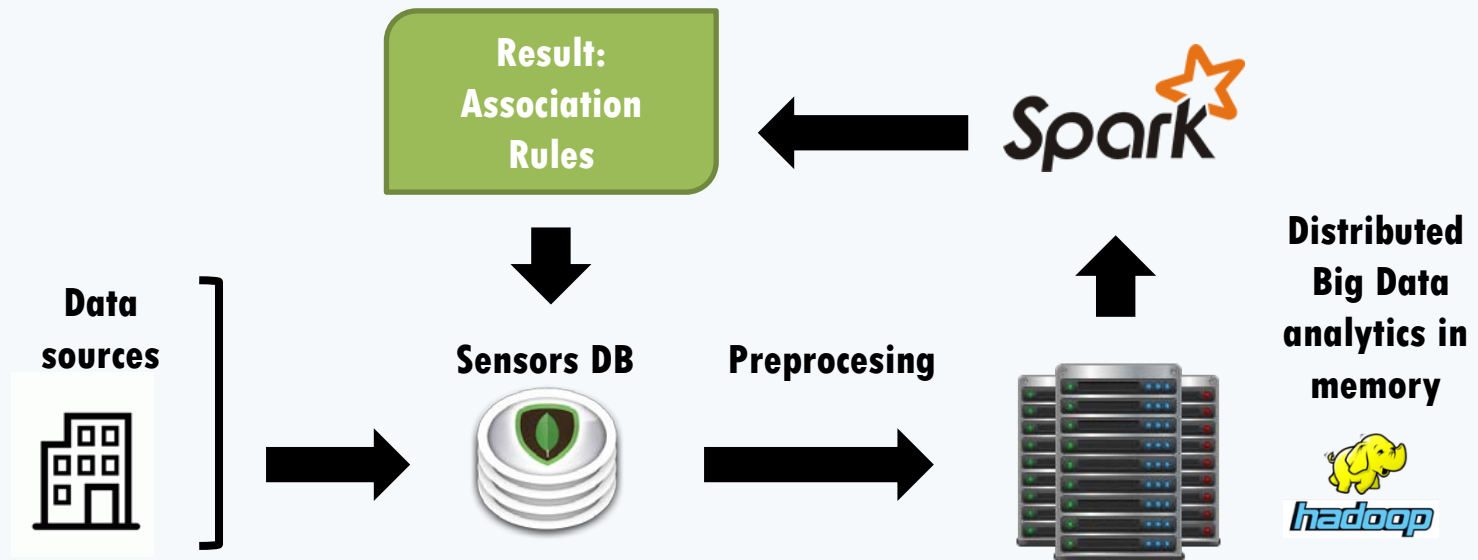 Result:
Association
Rules
Spark
Distributed
Big Data
analytics in
memory
Data
sources
Sensors DB
Preprocesing
hadoop